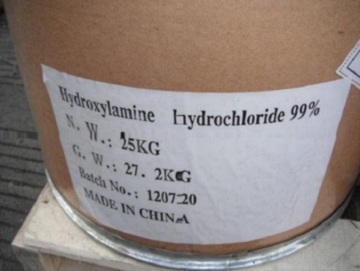 Hydroxylamine Hydrochloride 99%
N. W.: 25KG
G. W.: 27. 2KG
Batch No.: 120720
MADE IN CHINA